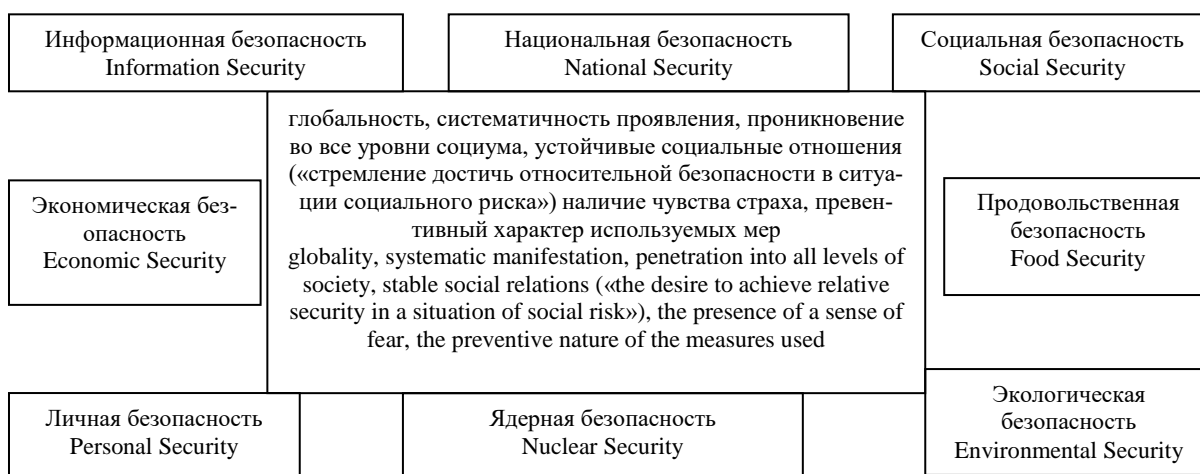 Информационная безопасность
Information Security
Национальная безопасность
National Security
Социальная безопасность
Social Security
глобальность, систематичность проявления, проникновение
во все уровни социума, устойчивые социальные отношения
(«стремление достичь относительной безопасности в ситуа-
ции социального риска») наличие чувства страха, превен-
тивный характер используемых мер
globality, systematic manifestation, penetration into all levels of
society, stable social relations («the desire to achieve relative
security in a situation of social risk»), the presence of a sense of
fear, the preventive nature of the measures used
Экономическая без-
опасность
Economic Security
Продовольственная
безопасность
Food Security
Личная безопасность
Personal Security
Ядерная безопасность
Nuclear Security
Экологическая
безопасность
Environmental Security